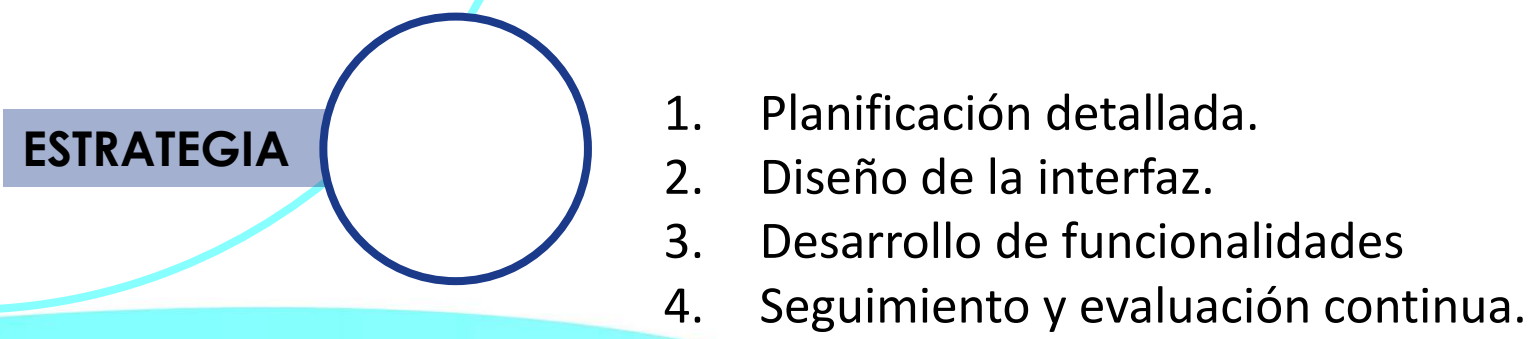 ESTRATEGIA
1. Planificación detallada.
2. Diseño de la interfaz.
3. Desarrollo de funcionalidades
4. Seguimiento y evaluación continua.